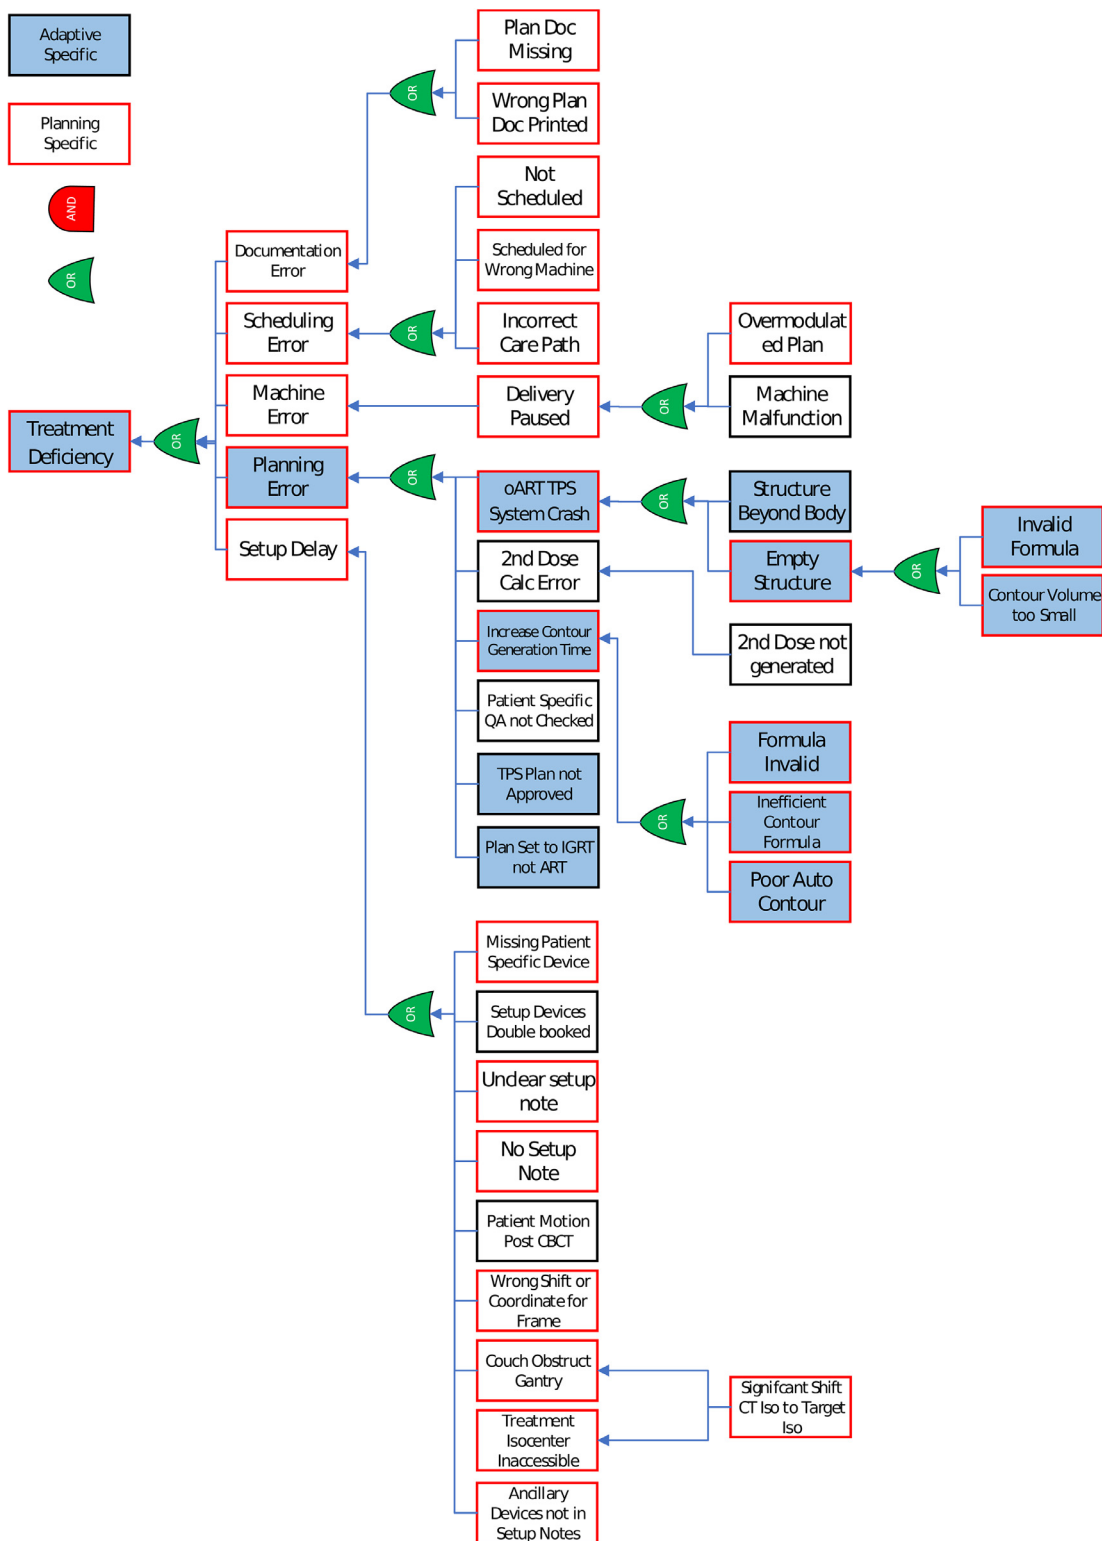 Adaptive
Specific
Planning
Specific
AND
OR
Treatment
Deficiency
OR
Documentation
Error
Scheduling
Error
Machine
Error
Planning
Error
Setup Delay
OR
OR
OR
OR
Plan Doc
Missing
Wrong Plan
Doc Printed
Not
Scheduled
Scheduled for
Wrong Machine
Incorrect
Care Path
Delivery
Paused
oART TPS
System Crash
2nd Dose
Calc Error
Increase Contour
Generation Time
Patient Specific
QA not Checked
TPS Plan not
Approved
Plan Set to IGRT
not ART
Missing Patient
Specific Device
Setup Devices
Double booked
Unclear setup
note
No Setup
Note
Patient Motion
Post CBCT
Wrong Shift or
Coordinate for
Frame
Couch Obstruct
Gantry
Treatment
Isocenter
Inaccessible
Ancillary
Devices not in
Setup Notes
OR
OR
OR
Overmodulat
ed Plan
Machine
Malfunction
Structure
Beyond Body
Empty
Structure
2nd Dose not
generated
Formula
Invalid
Inefficient
Contour
Formula
Poor Auto
Contour
Signifcant Shift
CT Iso to Target
Iso
OR
Invalid
Formula
Contour Volume
too Small